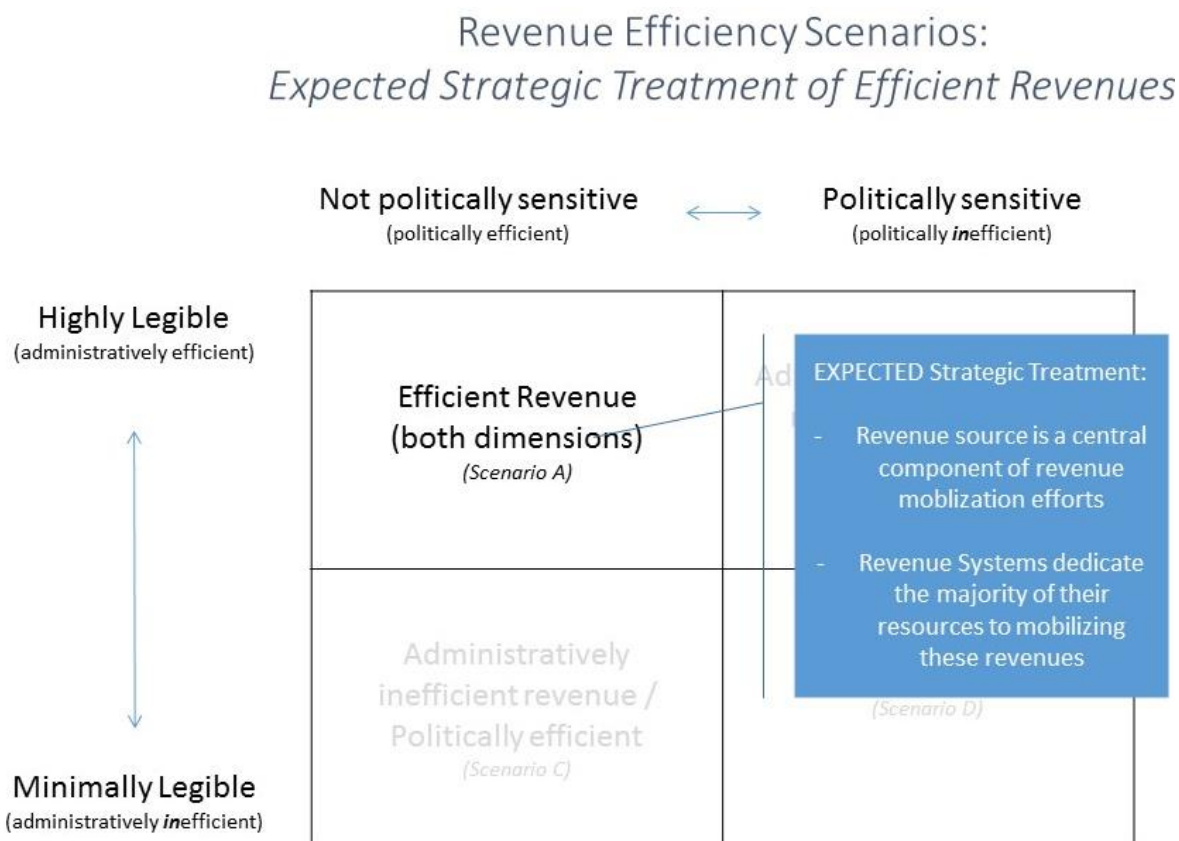 Revenue Efficiency Scenarios:
Expected Strategic Treatment of Efficient Revenues
Not politically sensitive
(politically efficient)
Politically sensitive
(politically inefficient)
Highly Legible
(administratively efficient)
Efficient Revenue
(both dimensions)
(Scenario A)
Ad
EXPECTED Strategic Treatment:
- Revenue source is a central
component of revenue
moblization efforts
- Revenue Systems dedicate
the majority of their
resources to mobilizing
these revenues
Administratively
inefficient revenue /
Politically efficient
(Scenario C)
(Scenario D)
Minimally Legible
(administratively inefficient)